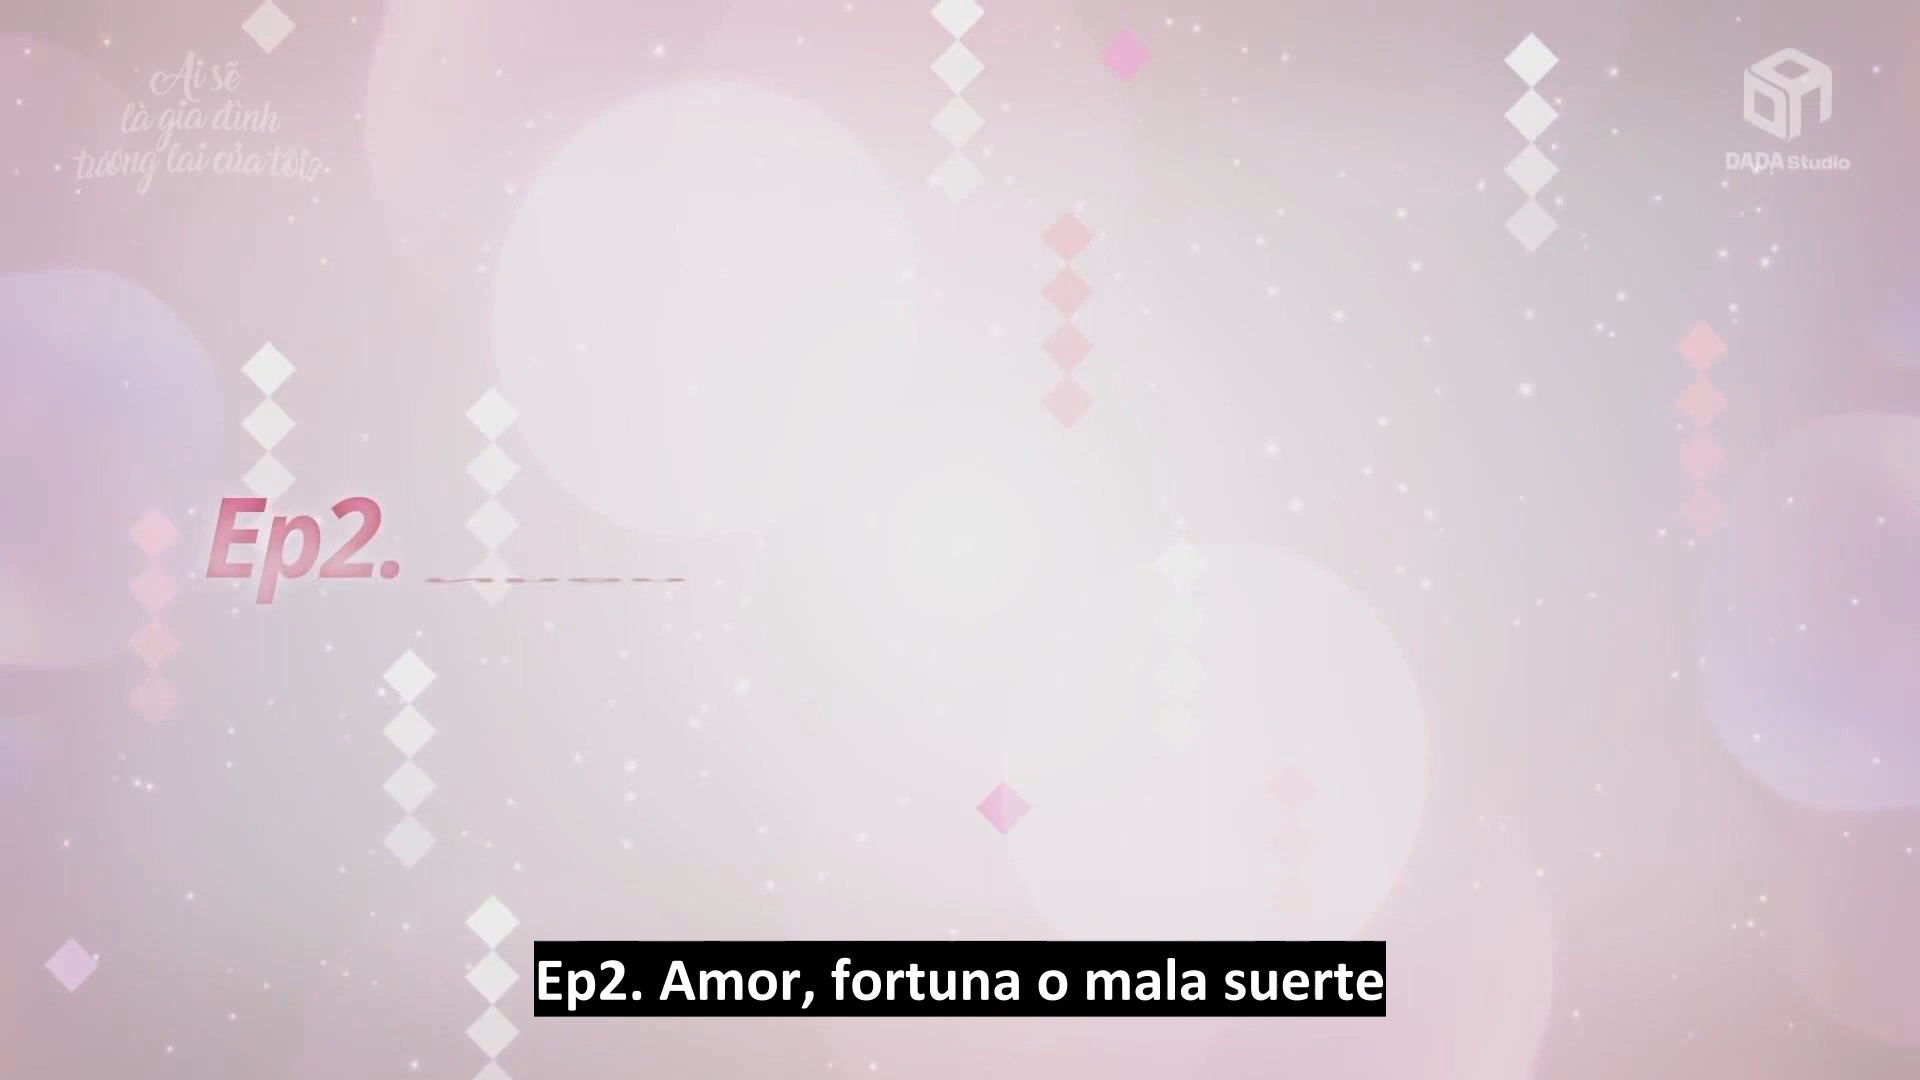 Ai sẽ
là gia đình
tương lai của tôi?
DADA Studio
Ep2.
Ep2. Amor, fortuna o mala suerte